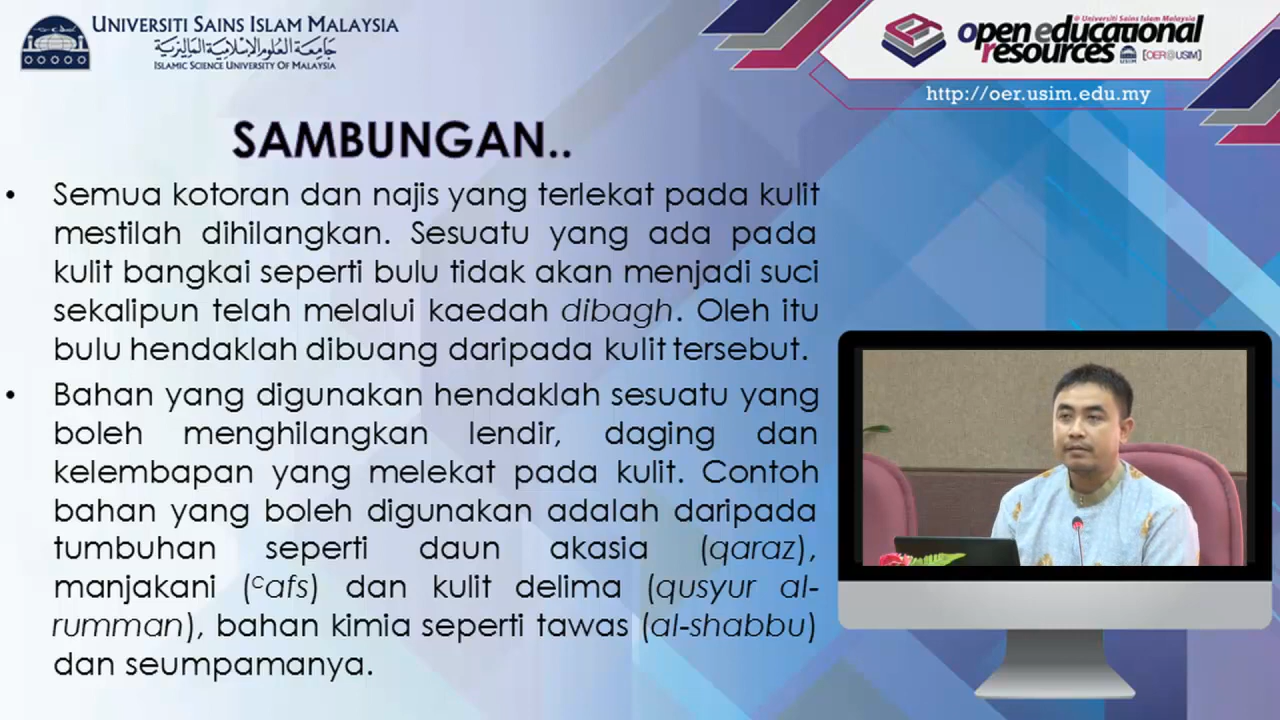 UNIVERSITI SAINS ISLAM MALAYSIA
جامعة العلوم الإسلامية الماليزية
ISLAMIC SCIENCE UNIVERSITY OF MALAYSIA
@ Universiti Sains Islam Malaysia
open educational
resources
USIM
[OER@USIM]
http://oer.usim.edu.my
SAMBUNGAN..
• Semua kotoran dan najis yang terlekat pada kulit
mestilah dihilangkan. Sesuatu yang ada pada
kulit bangkai seperti bulu tidak akan menjadi suci
sekalipun telah melalui kaedah dibagh. Oleh itu
bulu hendaklah dibuang daripada kulit tersebut.
• Bahan yang digunakan hendaklah sesuatu yang
boleh menghilangkan lendir, daging dan
kelembapan yang melekat pada kulit. Contoh
bahan yang boleh digunakan adalah daripada
tumbuhan seperti daun akasia (qaraz),
manjakani (ᶜafs) dan kulit delima (qusyur al-
rumman), bahan kimia seperti tawas (al-shabbu)
dan seumpamanya.